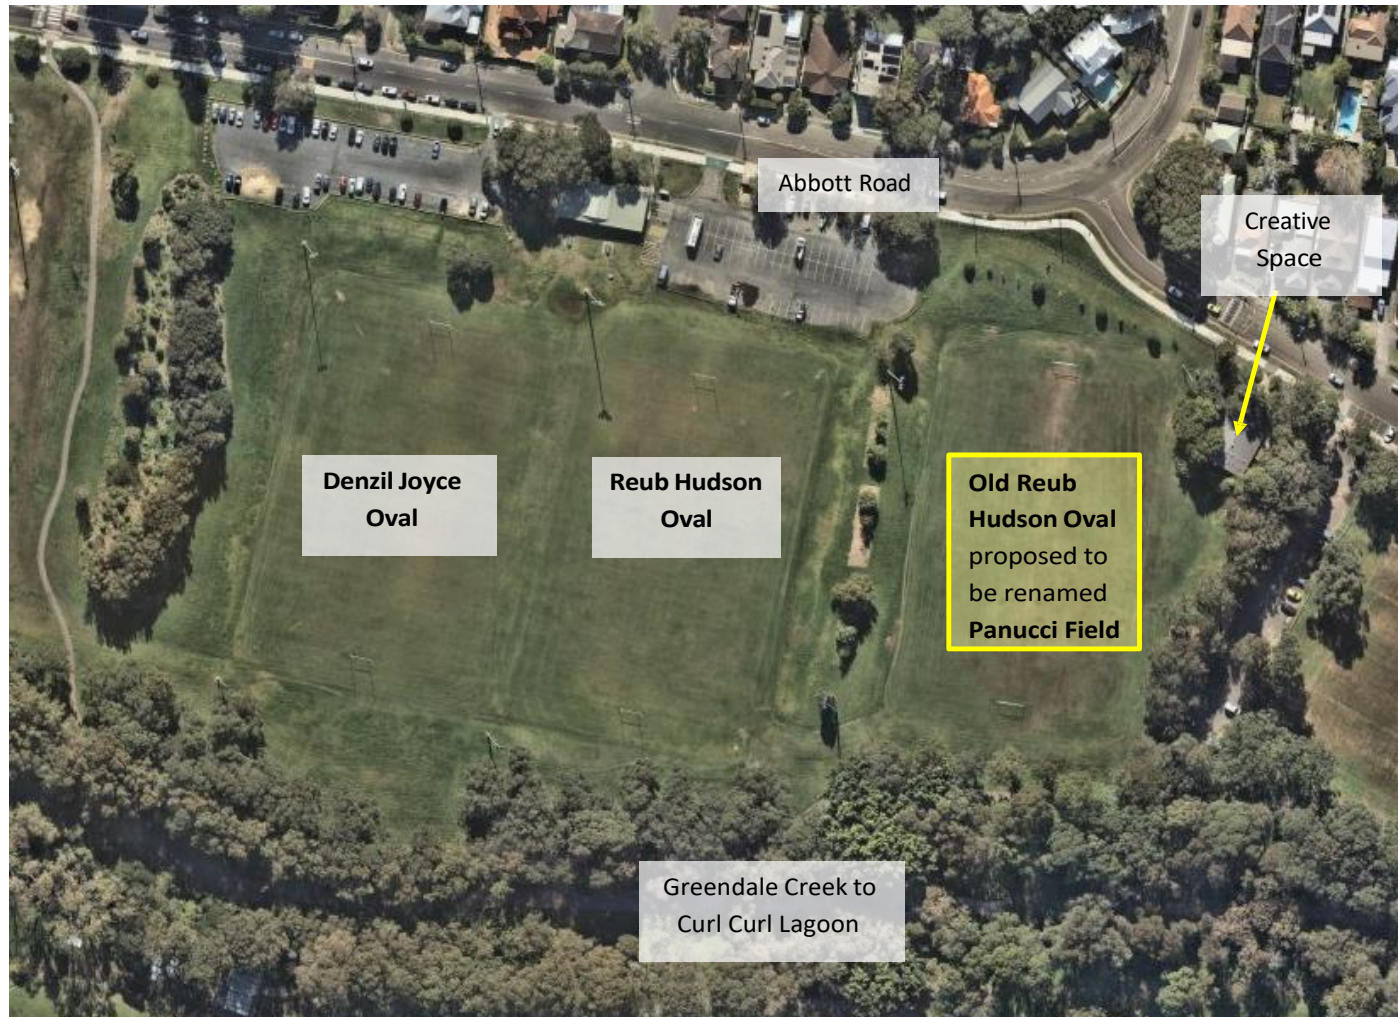 Abbott Road
Creative
Space
Denzil Joyce
Oval
Reub Hudson
Oval
Old Reub
Hudson Oval
proposed to
be renamed
Panucci Field
Greendale Creek to
Curl Curl Lagoon